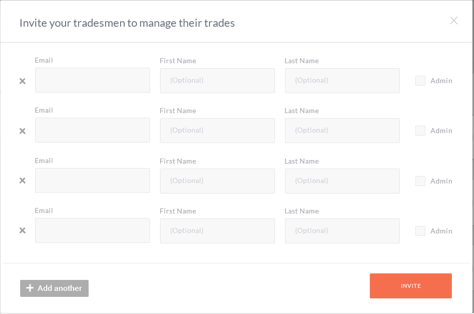 Invite your tradesmen to manage their trades
Email First Name Last Name
(Optional) (Optional) Admin
Email First Name Last Name
(Optional) (Optional) Admin
Email First Name Last Name
(Optional) (Optional) Admin
Email First Name Last Name
(Optional) (Optional) Admin
Add another INVITE